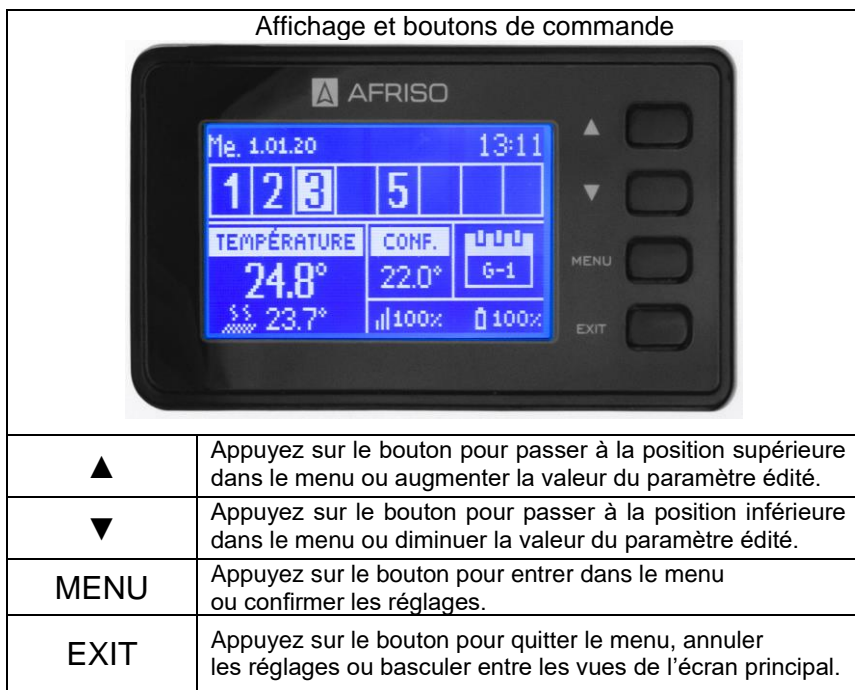 Affichage et boutons de commande
AFRISO
Me. 1.01.20 13:11
1 2 3 5
TEMPÉRATURE CONF.
24.8° 22.0° G-1
23.7° 100% 100%
▲
▼
MENU
EXIT
▲ Appuyez sur le bouton pour passer à la position supérieure
dans le menu ou augmenter la valeur du paramètre édité.
▼ Appuyez sur le bouton pour passer à la position inférieure
dans le menu ou diminuer la valeur du paramètre édité.
MENU Appuyez sur le bouton pour entrer dans le menu
ou confirmer les réglages.
EXIT Appuyez sur le bouton pour quitter le menu, annuler
les réglages ou basculer entre les vues de l'écran principal.